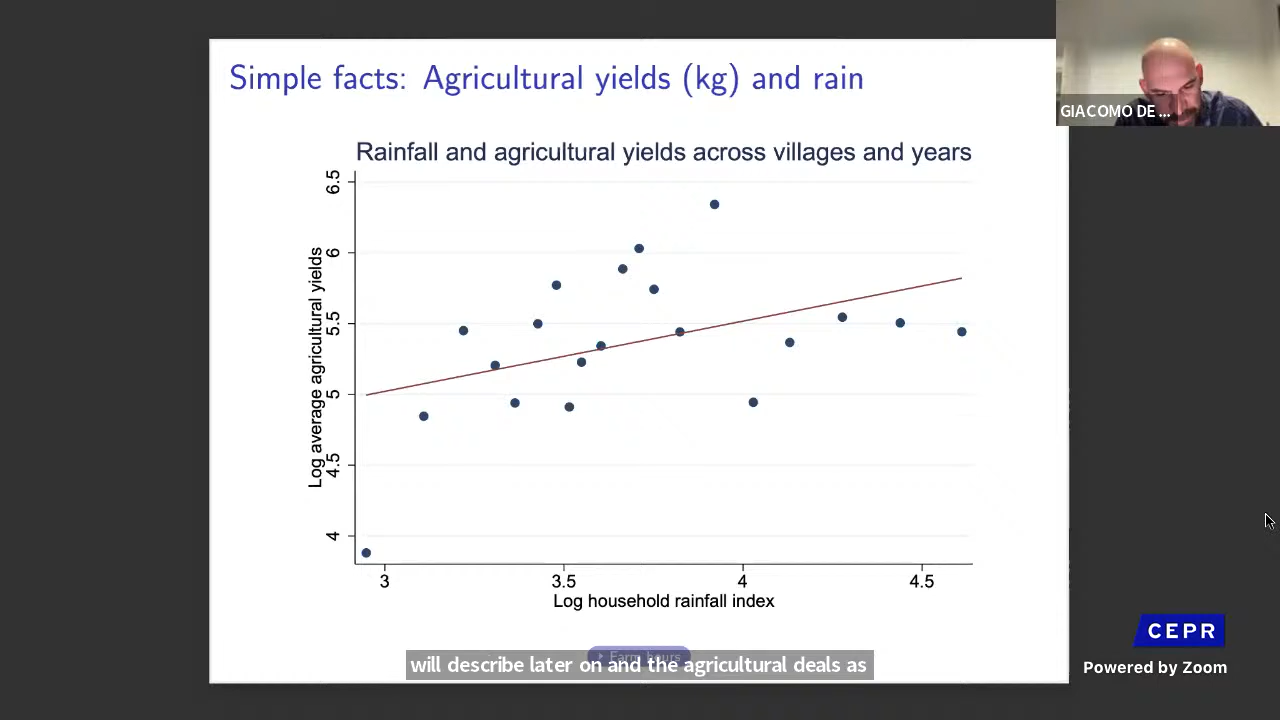 Simple facts: Agricultural yields (kg) and rain
GIACOMO DE ...
Rainfall and agricultural yields across villages and years
Log average agricultural yields
6.5
6
5.5
5
4.5
4
3
3.5
4
4.5
Log household rainfall index
Farm hours
will describe later on and the agricultural deals as
CEPR
Powered by Zoom